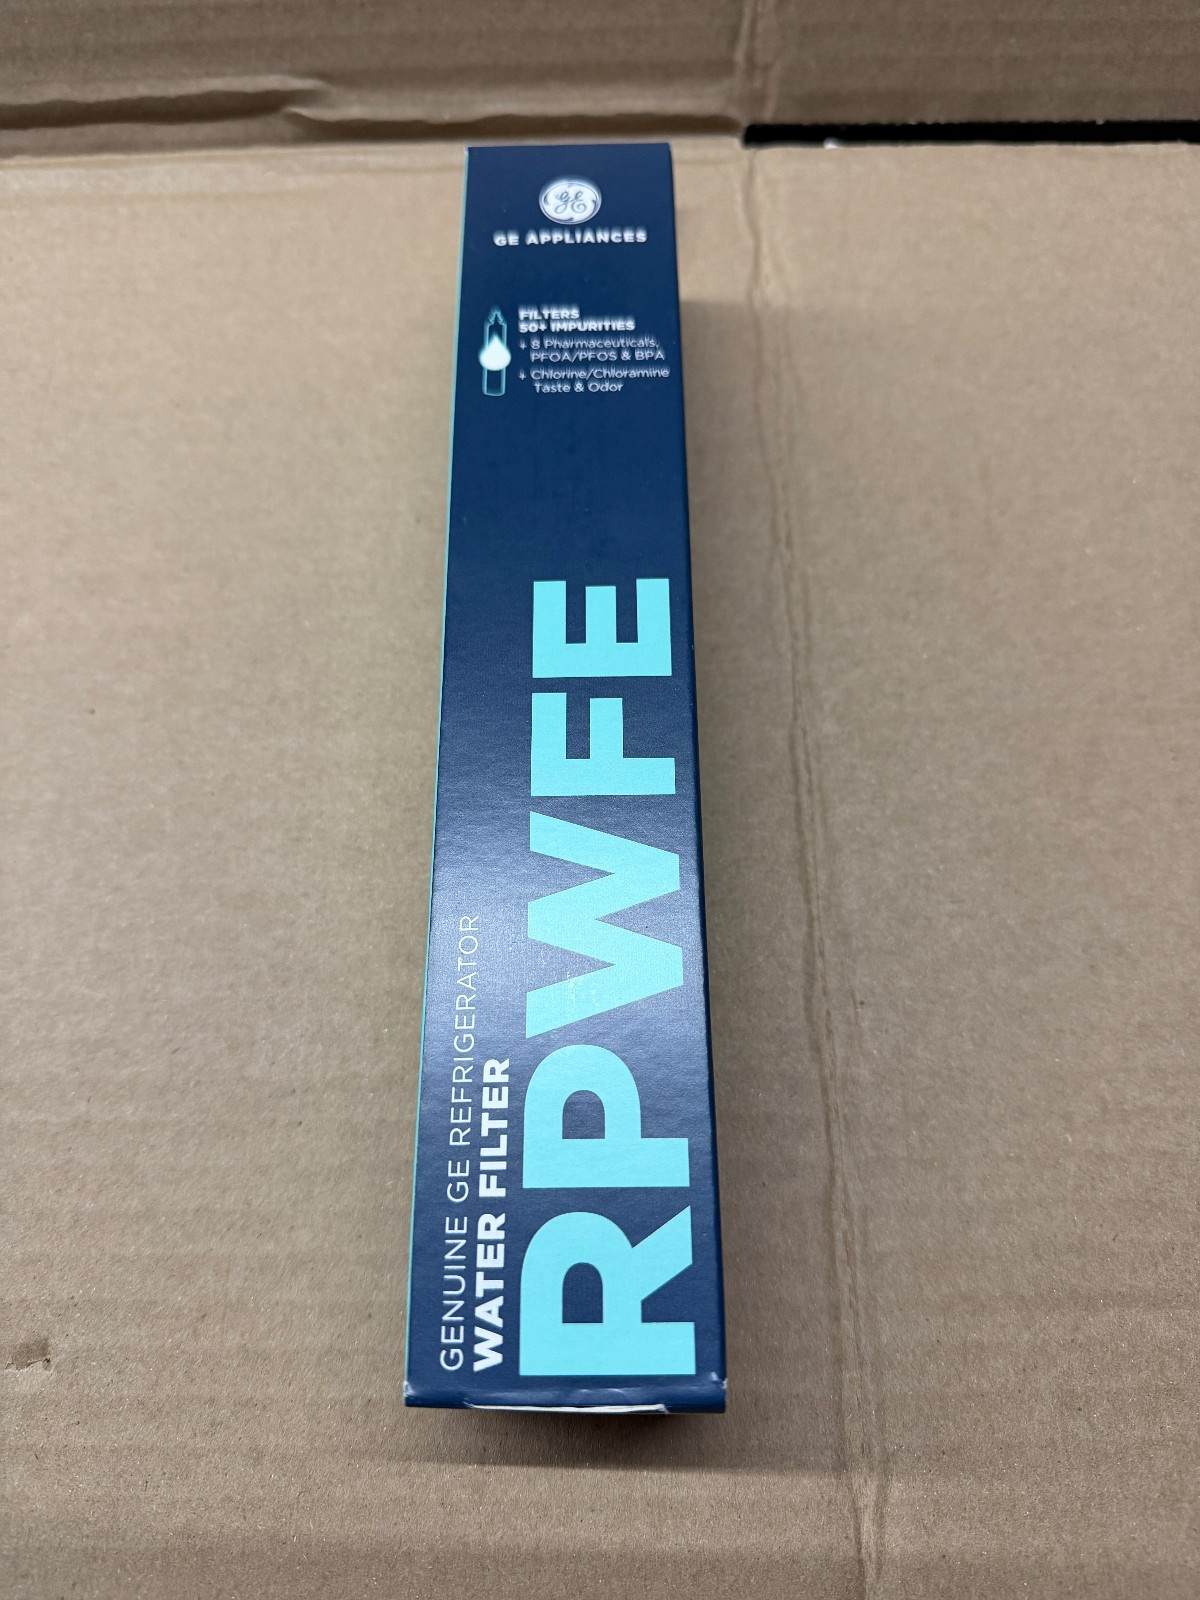 GE
GE APPLIANCES
FILTERS
50+ IMPURITIES
+ 8 Pharmaceuticals,
PFOA/PFOS & BPA
+ Chlorine/Chloramine
Taste & Odor
GENUINE GE REFRIGERATOR
WATER FILTER
RPWFE